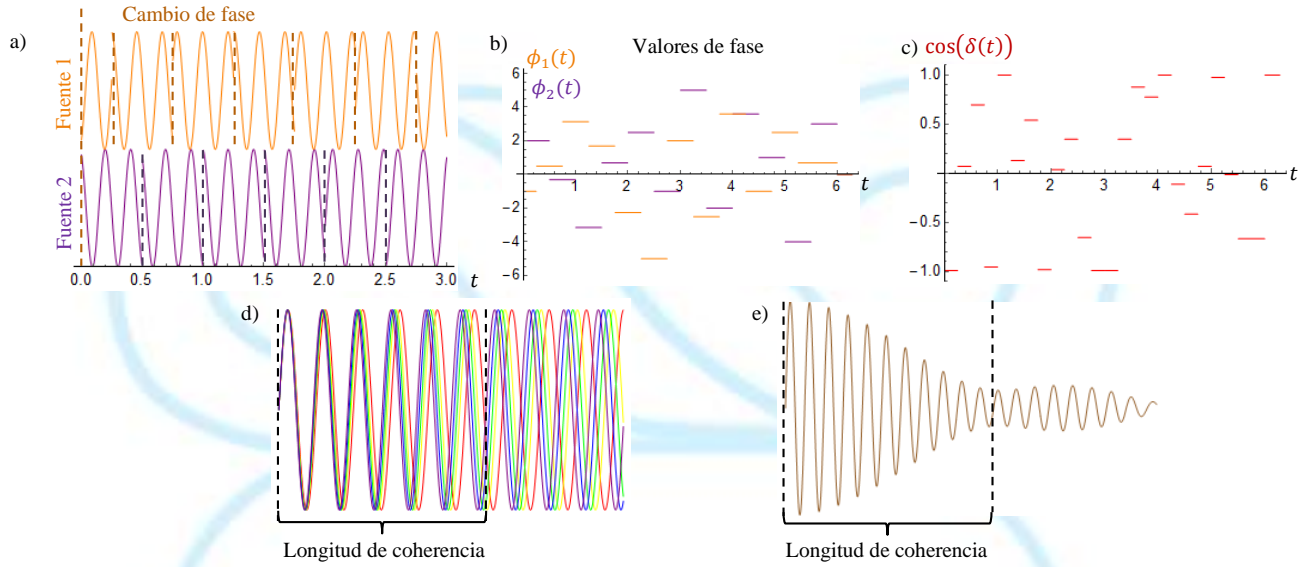 a)
Cambio de fase
Fuente 1
Fuente 2
0.0 0.5 1.0 1.5 2.0 2.5 3.0 t
b)
Valores de fase
ϕ₁(t)
ϕ₂(t)
6
4
2
−2
−4
−6
1 2 3 4 5 6 t
c) cos(δ(t))
1.0
0.5
0.0
−0.5
−1.0
1 2 3 4 5 6 t
d)
Longitud de coherencia
e)
Longitud de coherencia